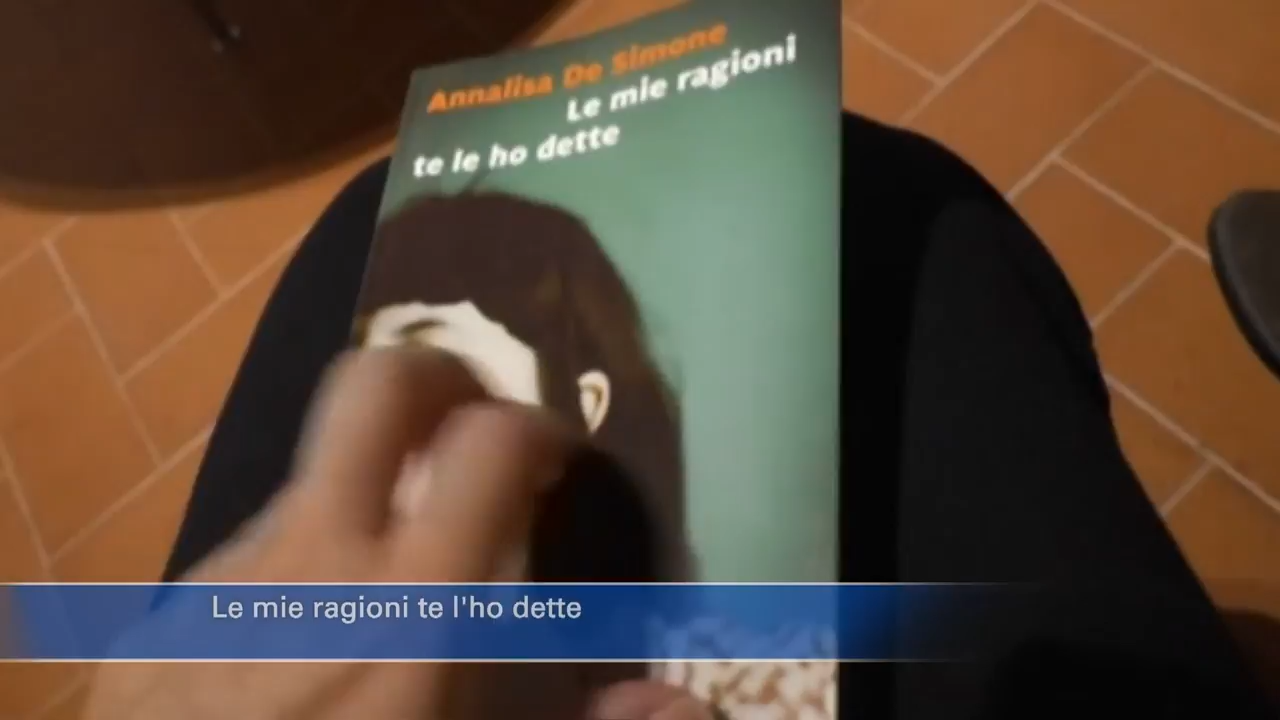 Annalisa De Simone
Le mie ragioni
te le ho dette
Le mie ragioni te l'ho dette